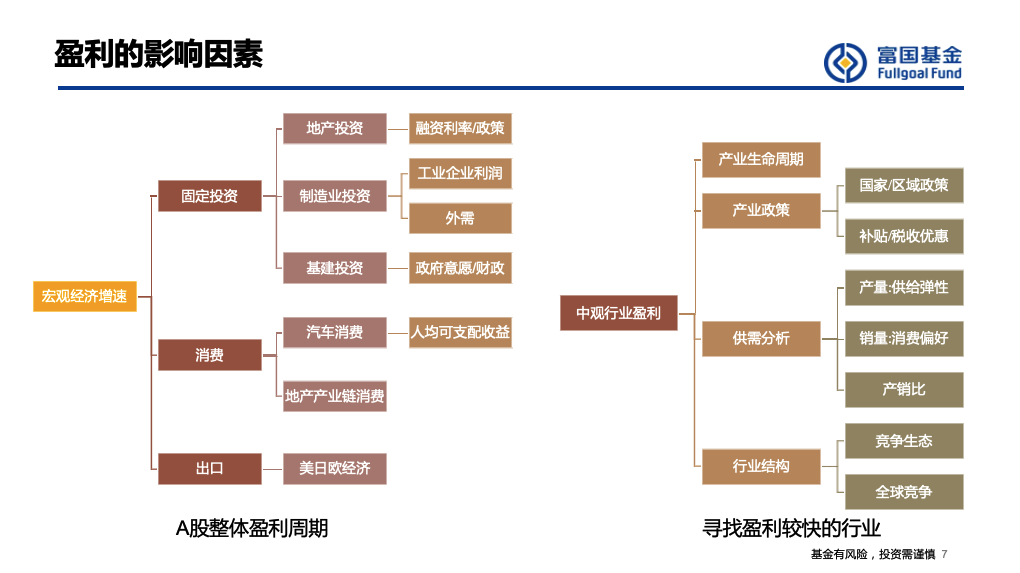 盈利的影响因素
富国基金
Fullgoal Fund
宏观经济增速
固定投资
地产投资
融资利率/政策
制造业投资
工业企业利润
外需
基建投资
政府意愿/财政
消费
汽车消费
人均可支配收益
地产产业链消费
出口
美日欧经济
A股整体盈利周期
中观行业盈利
产业生命周期
产业政策
国家/区域政策
补贴/税收优惠
供需分析
产量:供给弹性
销量:消费偏好
产销比
行业结构
竞争生态
全球竞争
寻找盈利较快的行业
基金有风险，投资需谨慎 7